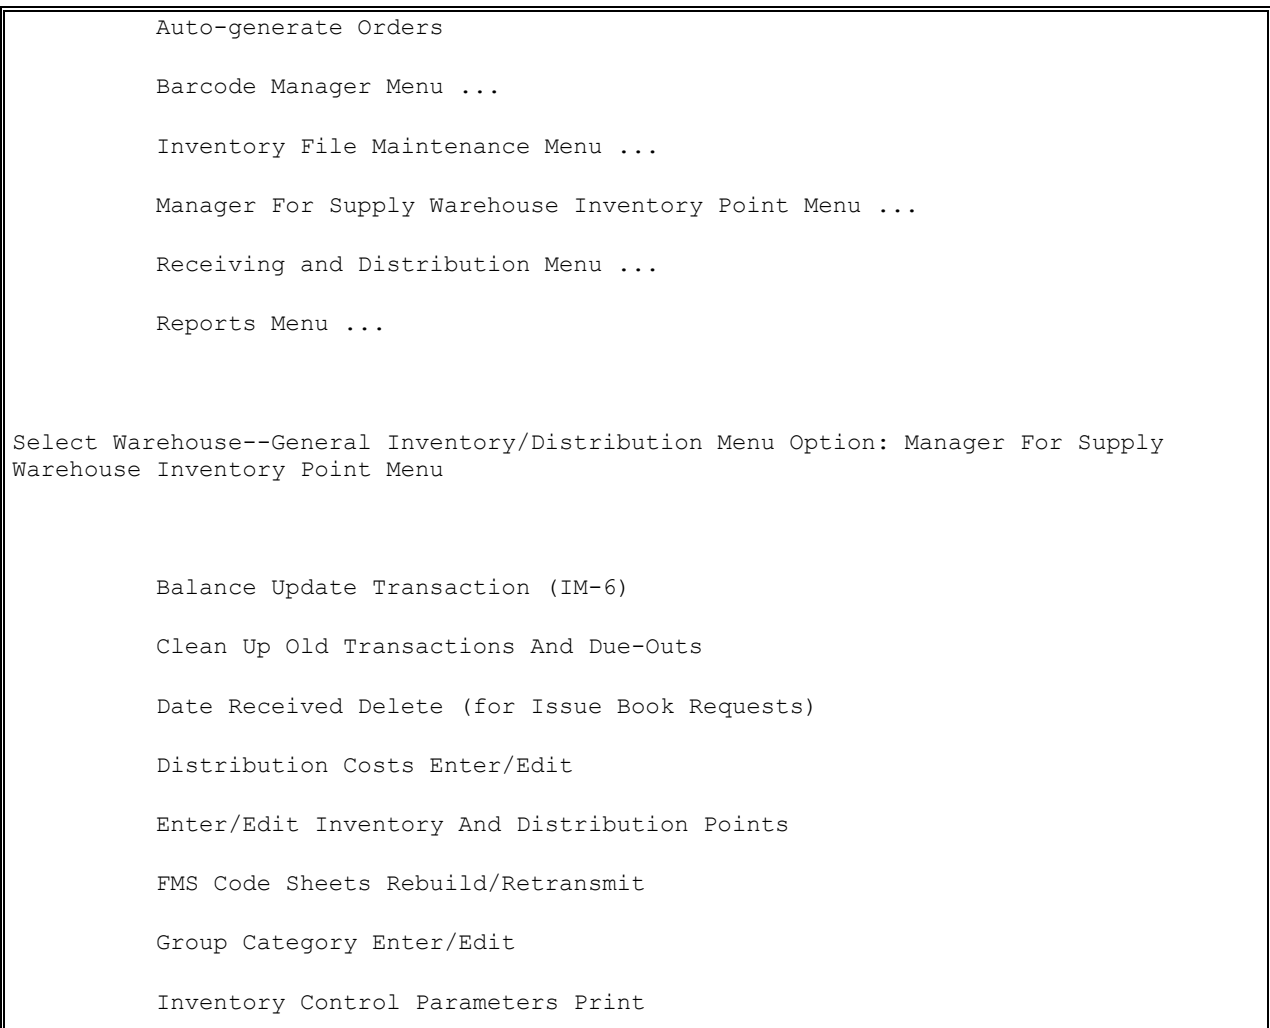 Auto-generate Orders
Barcode Manager Menu ...
Inventory File Maintenance Menu ...
Manager For Supply Warehouse Inventory Point Menu ...
Receiving and Distribution Menu ...
Reports Menu ...
Select Warehouse--General Inventory/Distribution Menu Option: Manager For Supply
Warehouse Inventory Point Menu
Balance Update Transaction (IM-6)
Clean Up Old Transactions And Due-Outs
Date Received Delete (for Issue Book Requests)
Distribution Costs Enter/Edit
Enter/Edit Inventory And Distribution Points
FMS Code Sheets Rebuild/Retransmit
Group Category Enter/Edit
Inventory Control Parameters Print